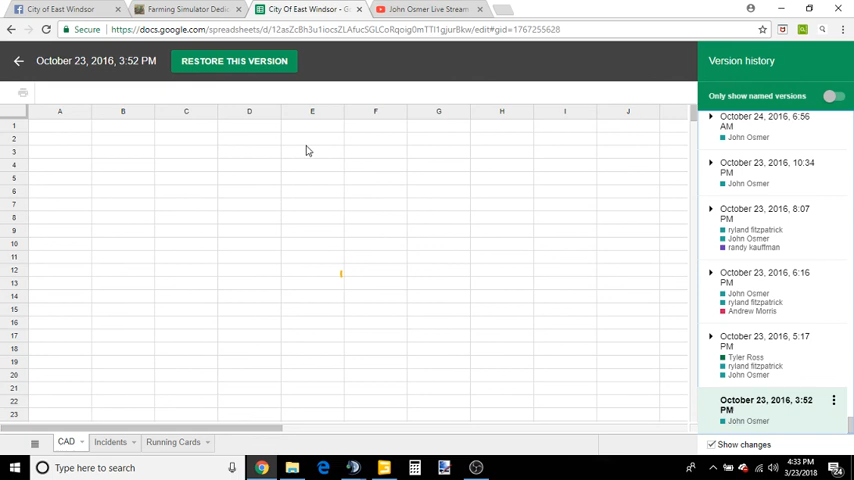 City of East Windsor
Farming Simulator Dedic
City Of East Windsor - G
John Osmer Live Stream
Secure
https://docs.google.com/spreadsheets/d/12asZcBh3u1iocsZLAfucSGLCoRqoig0mTTI1gjur8kw/edit#gid=1767255628
October 23, 2016, 3:52 PM
RESTORE THIS VERSION
Version history
Only show named versions
A B C D E F G H I J
1
2
3
4
5
6
7
8
9
10
11
12
13
14
15
16
17
18
19
20
21
22
23
October 24, 2016, 6:56
AM
John Osmer
October 23, 2016, 10:34
PM
John Osmer
October 23, 2016, 8:07
PM
ryland fitzpatrick
John Osmer
randy kauffman
October 23, 2016, 6:16
PM
John Osmer
ryland fitzpatrick
Andrew Morris
October 23, 2016, 5:17
PM
Tyler Ross
ryland fitzpatrick
John Osmer
October 23, 2016, 3:52
PM
John Osmer
Show changes
CAD
Incidents
Running Cards
Type here to search
4:33 PM
3/23/2018
24